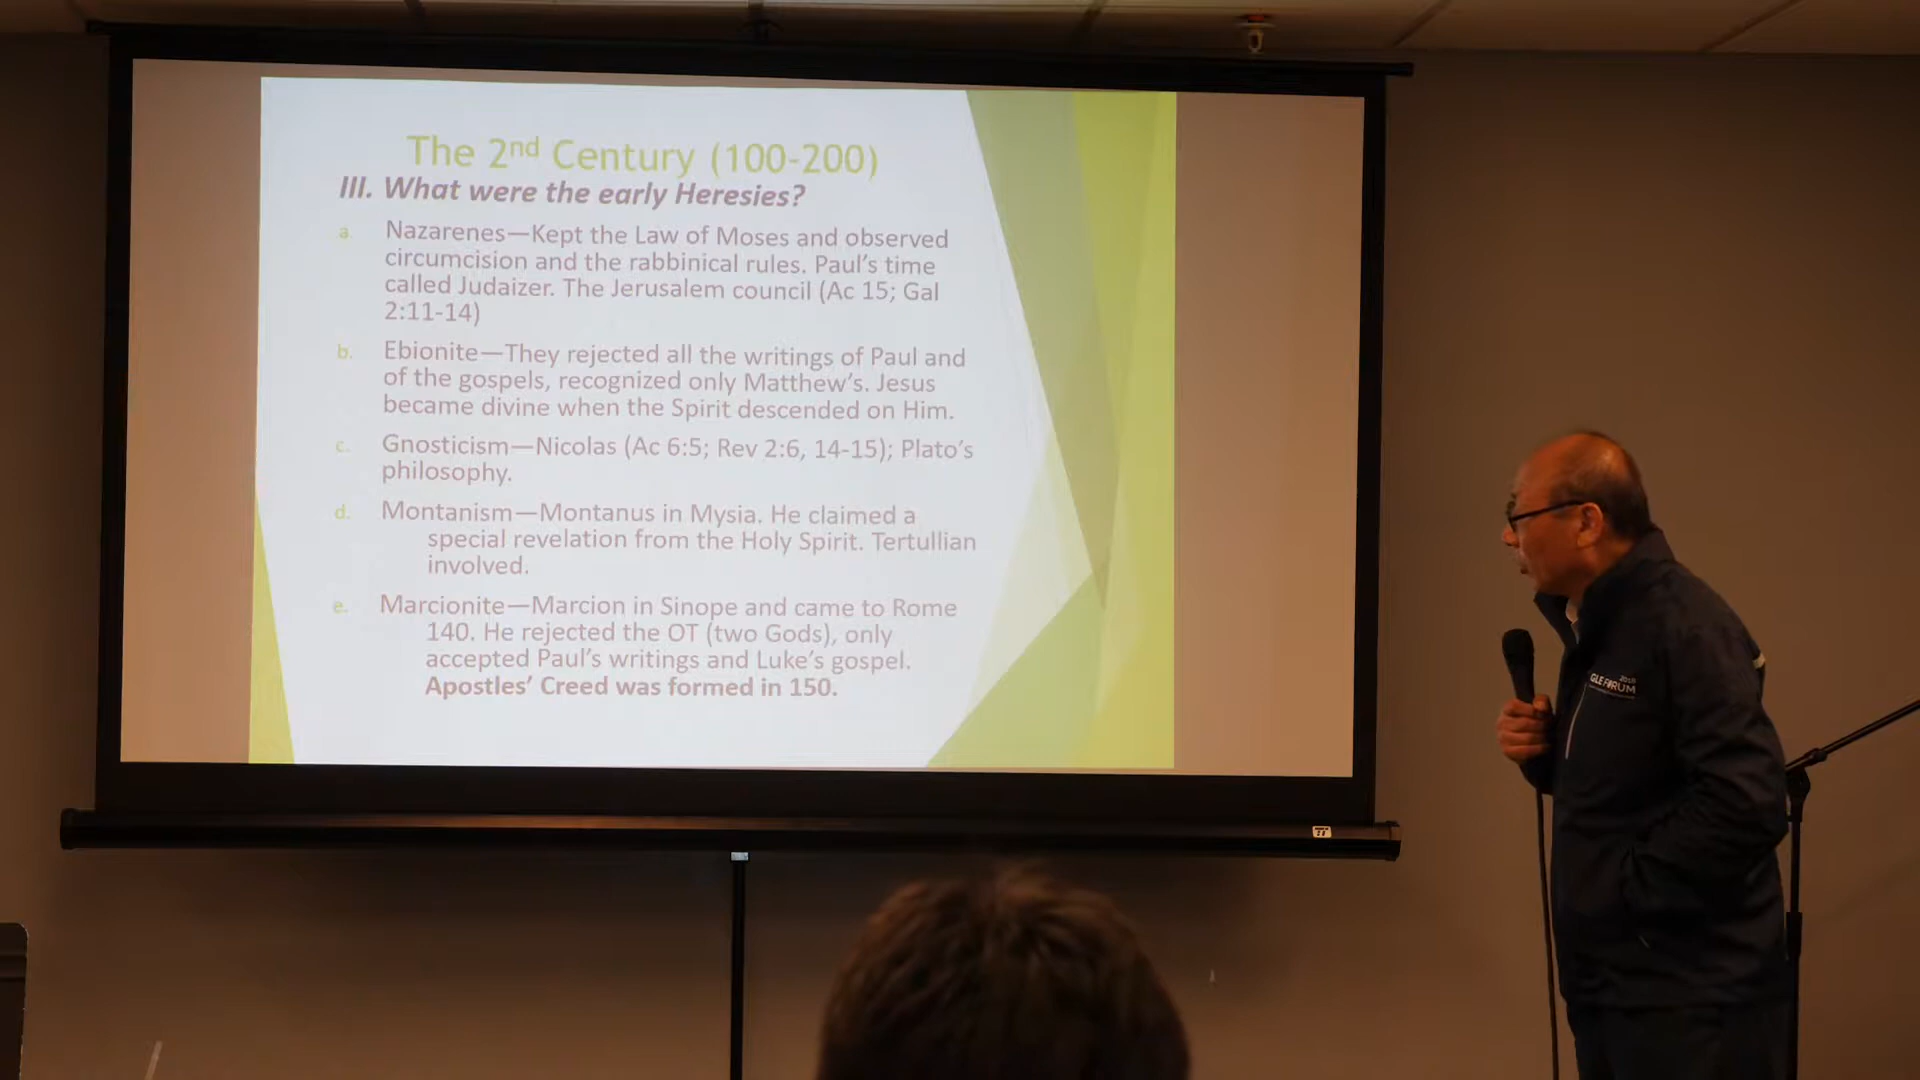 The 2nd Century (100-200)
III. What were the early Heresies?
a. Nazarenes—Kept the Law of Moses and observed
circumcision and the rabbinical rules. Paul's time
called Judaizer. The Jerusalem council (Ac 15; Gal
2:11-14)
b. Ebionite—They rejected all the writings of Paul and
of the gospels, recognized only Matthew's. Jesus
became divine when the Spirit descended on Him.
c. Gnosticism—Nicolas (Ac 6:5; Rev 2:6, 14-15); Plato's
philosophy.
d. Montanism—Montanus in Mysia. He claimed a
special revelation from the Holy Spirit. Tertullian
involved.
e. Marcionite—Marcion in Sinope and came to Rome
140. He rejected the OT (two Gods), only
accepted Paul's writings and Luke's gospel.
Apostles' Creed was formed in 150.
GLE FORUM